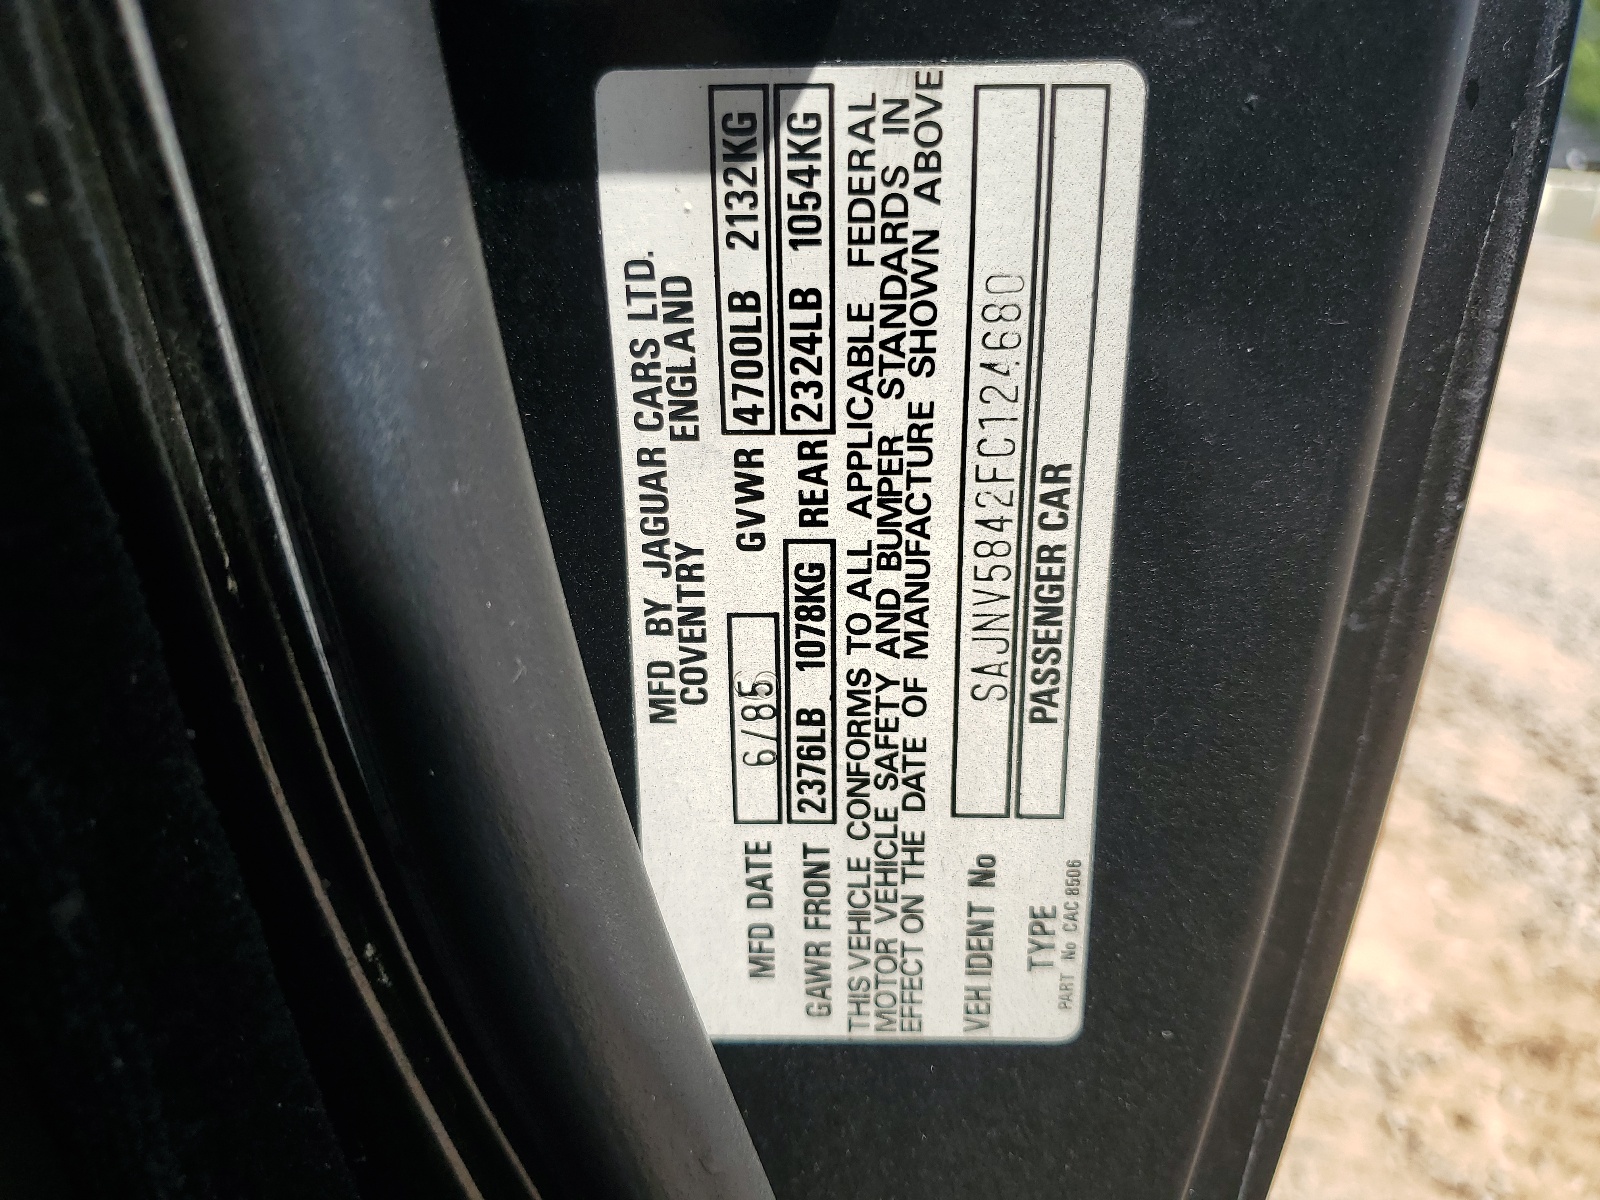 MFD BY JAGUAR CARS LTD.
COVENTRY ENGLAND
MFD DATE 6/85 GVWR 4700LB 2132KG
GAWR FRONT 2376LB 1078KG REAR 2324LB 1054KG
THIS VEHICLE CONFORMS TO ALL APPLICABLE FEDERAL
MOTOR VEHICLE SAFETY AND BUMPER STANDARDS IN
EFFECT ON THE DATE OF MANUFACTURE SHOWN ABOVE
VEH.IDENT No SAJNV5842FC124680
TYPE PASSENGER CAR
PART No CAC 8506